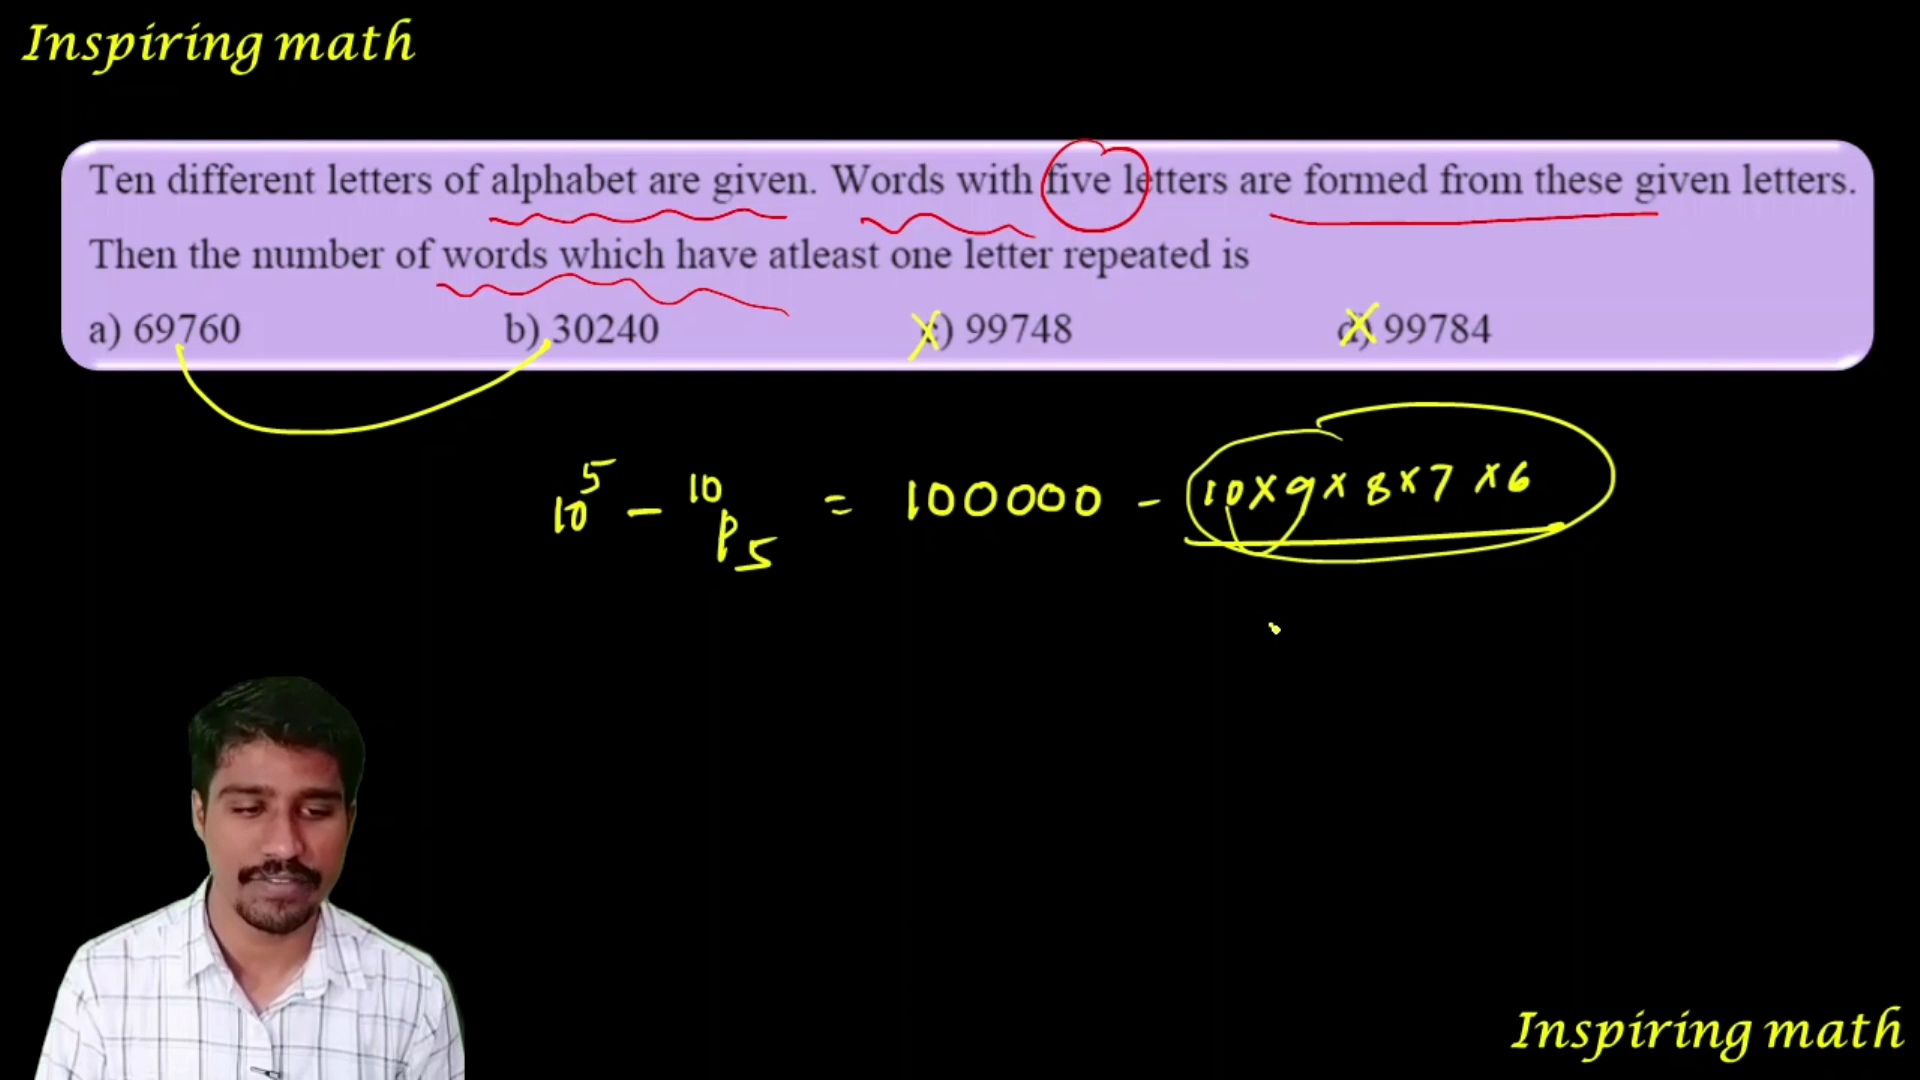 Inspiring math
Ten different letters of alphabet are given. Words with five letters are formed from these given letters.
Then the number of words which have atleast one letter repeated is
a) 69760 b) 30240 c) 99748 d) 99784
10^5 - 10P5 = 100000 - 10×9×8×7×6
Inspiring math